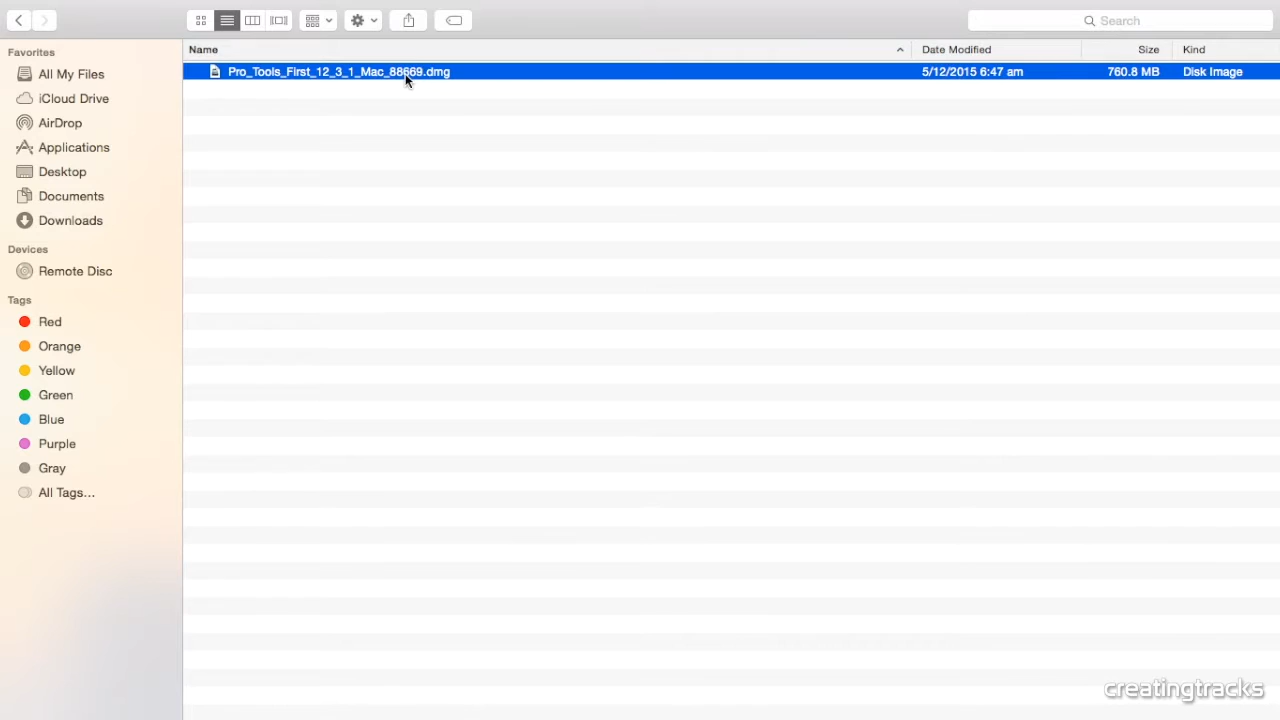 Search
Favorites
All My Files
iCloud Drive
AirDrop
Applications
Desktop
Documents
Downloads
Devices
Remote Disc
Tags
Red
Orange
Yellow
Green
Blue
Purple
Gray
All Tags...
Name Date Modified Size Kind
Pro_Tools_First_12_3_1_Mac_88669.dmg 5/12/2015 6:47 am 760.8 MB Disk Image
creatingtracks